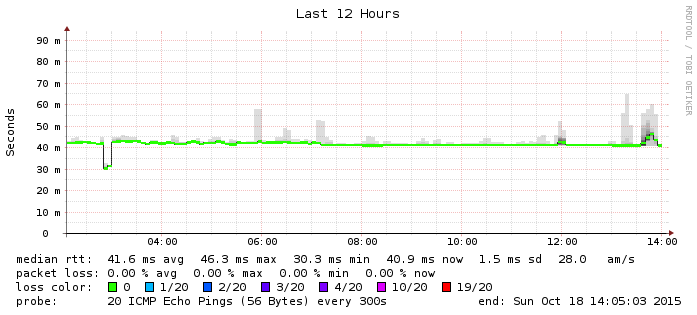 Last 12 Hours
RRDTOOL / TOBI OETIKER
Seconds
90 m
80 m
70 m
60 m
50 m
40 m
30 m
20 m
10 m
0
04:00 06:00 08:00 10:00 12:00 14:00
median rtt: 41.6 ms avg 46.3 ms max 30.3 ms min 40.9 ms now 1.5 ms sd 28.0 am/s
packet loss: 0.00 % avg 0.00 % max 0.00 % min 0.00 % now
loss color: 0 1/20 2/20 3/20 4/20 10/20 19/20
probe: 20 ICMP Echo Pings (56 Bytes) every 300s end: Sun Oct 18 14:05:03 2015